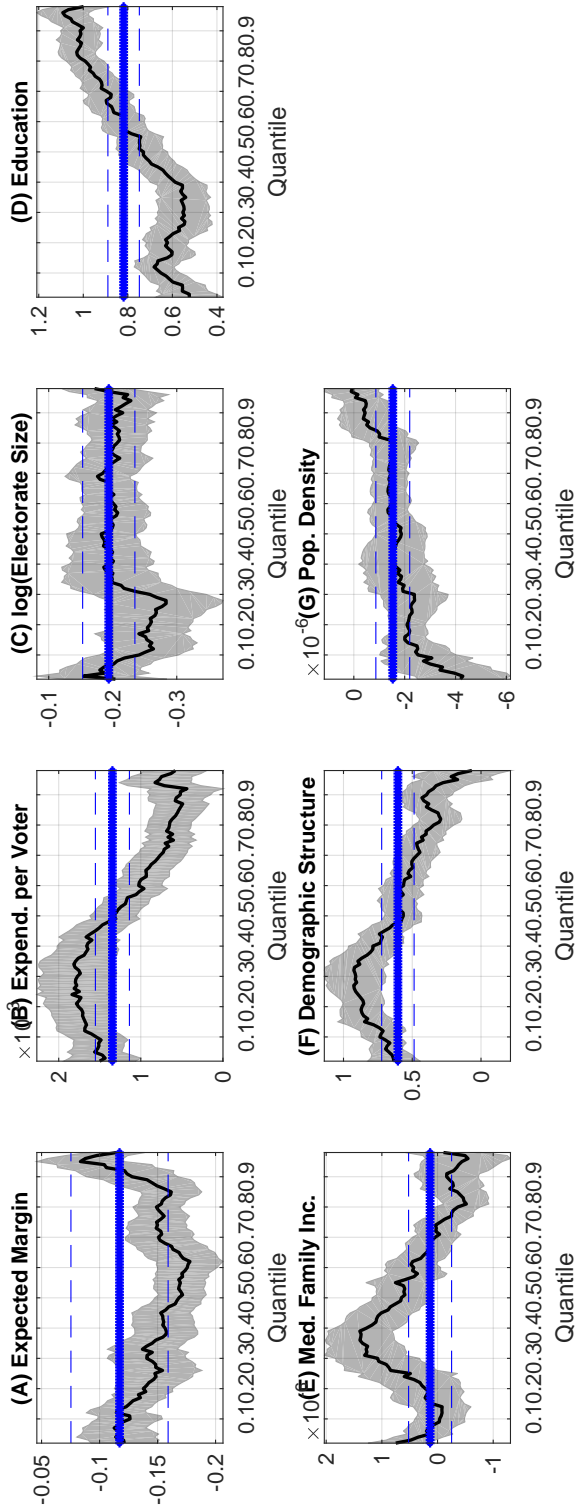 (A) Expected Margin
-0.05
-0.1
-0.15
-0.2
0.10.20.30.40.50.60.70.80.9
Quantile
(B) Expend. per Voter
2
1
0
0.10.20.30.40.50.60.70.80.9
Quantile
(C) log(Electorate Size)
-0.1
-0.2
-0.3
0.10.20.30.40.50.60.70.80.9
Quantile
(D) Education
1.2
1
0.8
0.6
0.4
0.10.20.30.40.50.60.70.80.9
Quantile
(E) Med. Family Inc.
2
1
0
-1
0.10.20.30.40.50.60.70.80.9
Quantile
(F) Demographic Structure
1
0.5
0
0.10.20.30.40.50.60.70.80.9
Quantile
×10⁻⁶ (G) Pop. Density
0
-2
-4
-6
0.10.20.30.40.50.60.70.80.9
Quantile